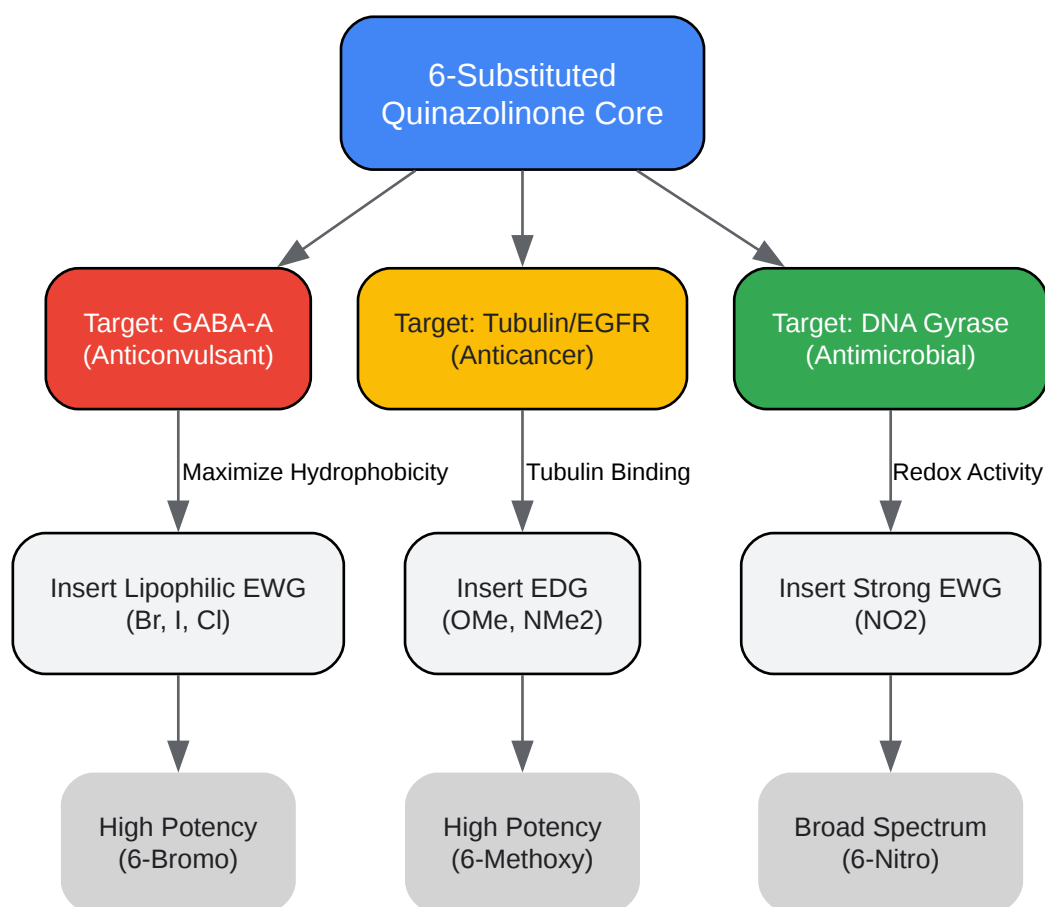 6-Substituted
Quinazolinone Core
Target: GABA-A
(Anticonvsulsant)
Target: Tubulin/EGFR
(Anticancer)
Target: DNA Gyrase
(Antimicrobial)
Maximize Hydrophobicity
Tubulin Binding
Redox Activity
Insert Lipophilic EWG
(Br, I, Cl)
Insert EDG
(OMe, NMe2)
Insert Strong EWG
(NO2)
High Potency
(6-Bromo)
High Potency
(6-Methoxy)
Broad Spectrum
(6-Nitro)